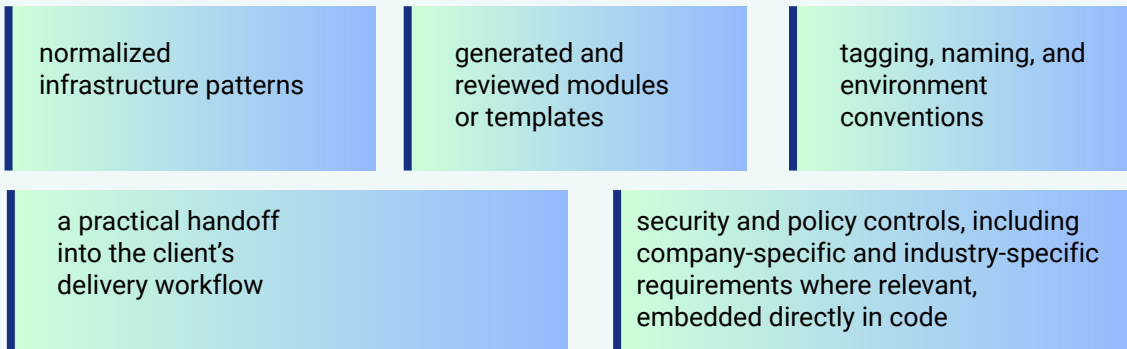 normalized
infrastructure patterns
generated and
reviewed modules
or templates
tagging, naming, and
environment
conventions
a practical handoff
into the client’s
delivery workflow
security and policy controls, including
company-specific and industry-specific
requirements where relevant,
embedded directly in code